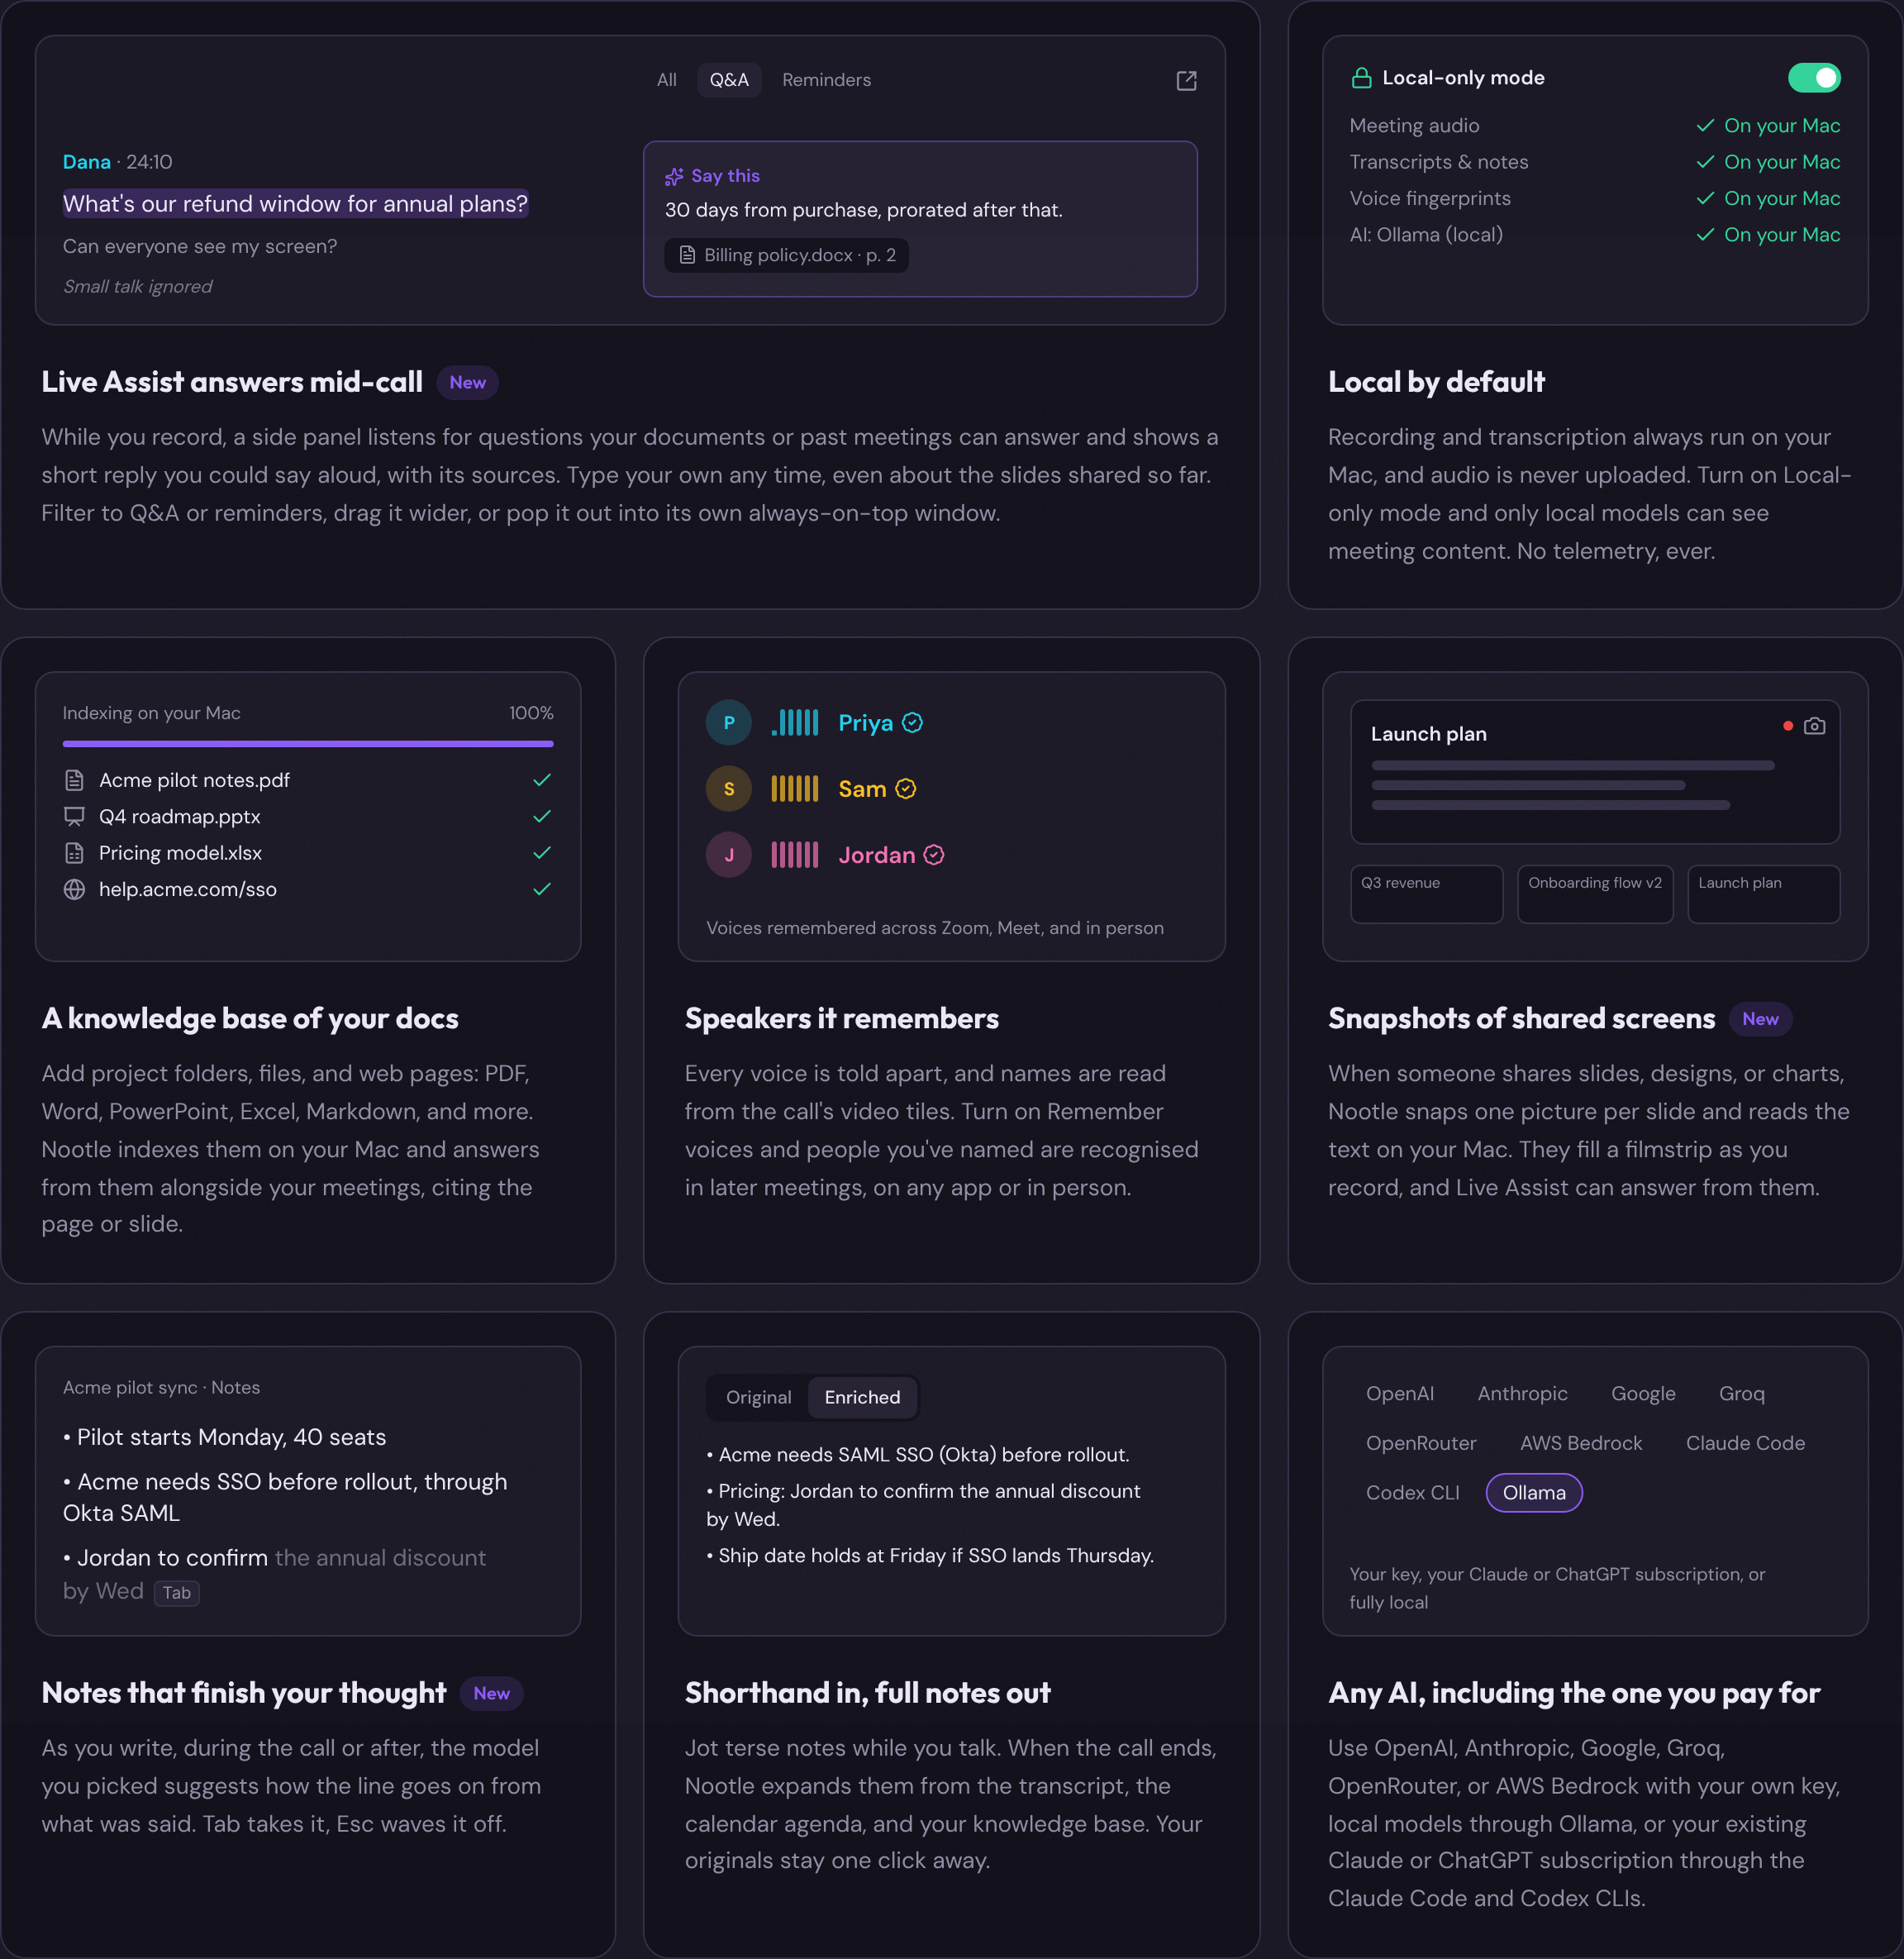 All Q&A Reminders
Dana · 24:10
What's our refund window for annual plans?
Can everyone see my screen?
Small talk ignored
Say this
30 days from purchase, prorated after that.
Billing policy.docx · p. 2
Live Assist answers mid-call New
While you record, a side panel listens for questions your documents or past meetings can answer and shows a
short reply you could say aloud, with its sources. Type your own any time, even about the slides shared so far.
Filter to Q&A or reminders, drag it wider, or pop it out into its own always-on-top window.
Local-only mode
Meeting audio On your Mac
Transcripts & notes On your Mac
Voice fingerprints On your Mac
AI: Ollama (local) On your Mac
Local by default
Recording and transcription always run on your
Mac, and audio is never uploaded. Turn on Local-
only mode and only local models can see
meeting content. No telemetry, ever.
Indexing on your Mac 100%
Acme pilot notes.pdf
Q4 roadmap.pptx
Pricing model.xlsx
help.acme.com/sso
A knowledge base of your docs
Add project folders, files, and web pages: PDF,
Word, PowerPoint, Excel, Markdown, and more.
Nootle indexes them on your Mac and answers
from them alongside your meetings, citing the
page or slide.
P Priya
S Sam
J Jordan
Voices remembered across Zoom, Meet, and in person
Speakers it remembers
Every voice is told apart, and names are read
from the call's video tiles. Turn on Remember
voices and people you've named are recognised
in later meetings, on any app or in person.
Launch plan
Q3 revenue Onboarding flow v2 Launch plan
Snapshots of shared screens New
When someone shares slides, designs, or charts,
Nootle snaps one picture per slide and reads the
text on your Mac. They fill a filmstrip as you
record, and Live Assist can answer from them.
Acme pilot sync · Notes
• Pilot starts Monday, 40 seats
• Acme needs SSO before rollout, through
Okta SAML
• Jordan to confirm the annual discount
by Wed Tab
Notes that finish your thought New
As you write, during the call or after, the model
you picked suggests how the line goes on from
what was said. Tab takes it, Esc waves it off.
Original Enriched
• Acme needs SAML SSO (Okta) before rollout.
• Pricing: Jordan to confirm the annual discount
by Wed.
• Ship date holds at Friday if SSO lands Thursday.
Shorthand in, full notes out
Jot terse notes while you talk. When the call ends,
Nootle expands them from the transcript, the
calendar agenda, and your knowledge base. Your
originals stay one click away.
OpenAI Anthropic Google Groq
OpenRouter AWS Bedrock Claude Code
Codex CLI Ollama
Your key, your Claude or ChatGPT subscription, or
fully local
Any AI, including the one you pay for
Use OpenAI, Anthropic, Google, Groq,
OpenRouter, or AWS Bedrock with your own key,
local models through Ollama, or your existing
Claude or ChatGPT subscription through the
Claude Code and Codex CLIs.